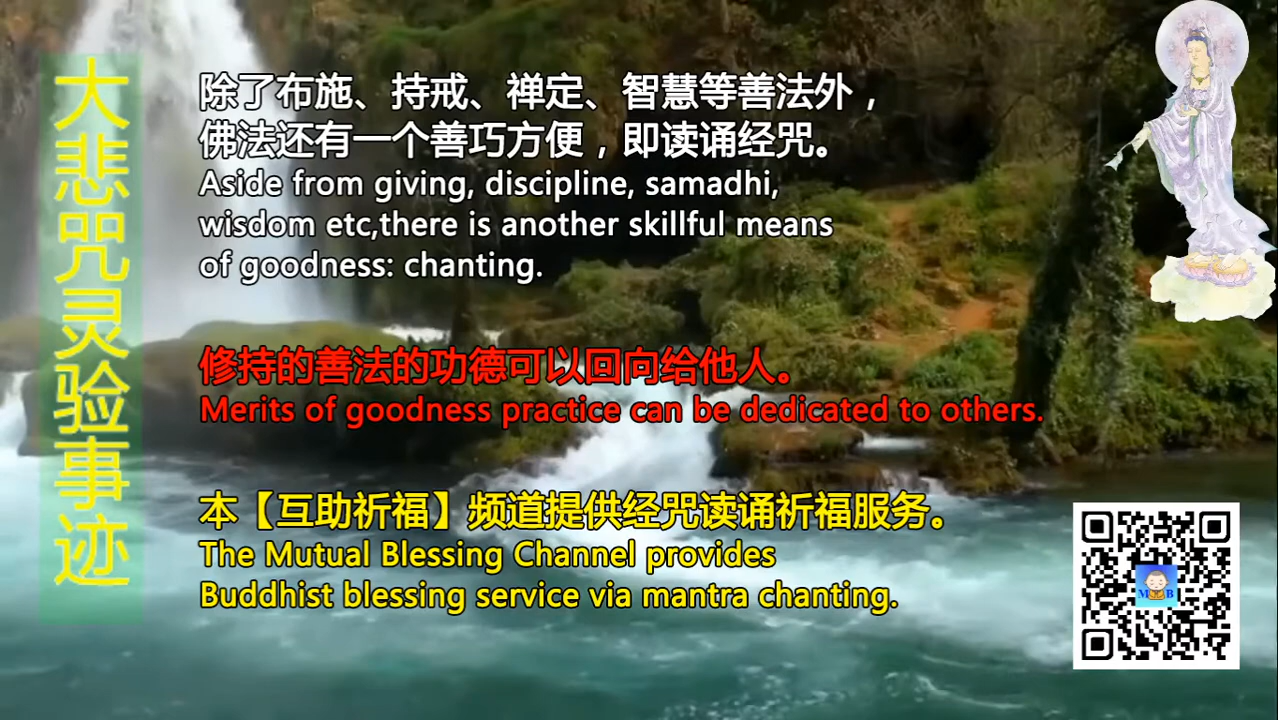 大悲咒灵验事迹
除了布施、持戒、禅定、智慧等善法外，
佛法还有一个善巧方便，即读诵经咒。
Aside from giving, discipline, samadhi,
wisdom etc,there is another skillful means
of goodness: chanting.
修持的善法的功德可以回向给他人。
Merits of goodness practice can be dedicated to others.
本【互助祈福】频道提供经咒读诵祈福服务。
The Mutual Blessing Channel provides
Buddhist blessing service via mantra chanting.
M B